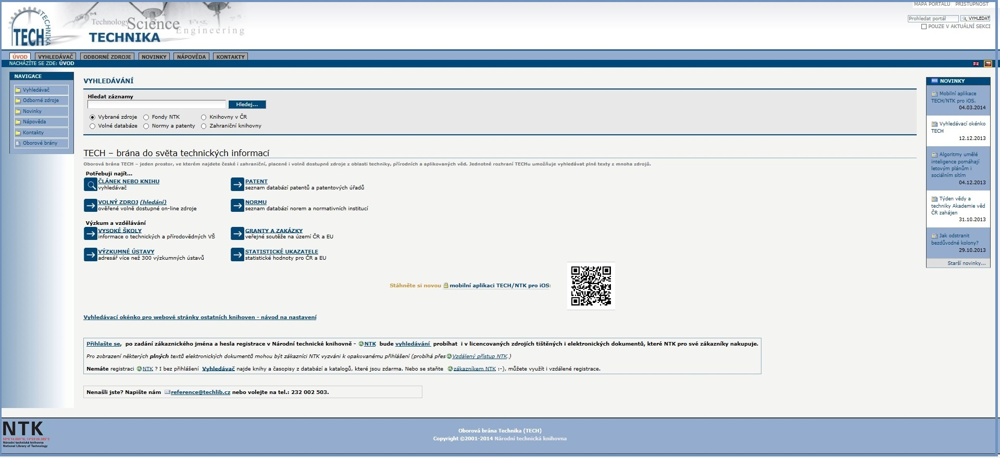 MAPA PORTÁLU PŘÍSTUPNOST
TECH TECHNIKA
Technology Science Engineering
TECHNIKA
Prohledat portál VYHLEDAT
POUZE V AKTUÁLNÍ SEKCI
ÚVOD VYHLEDÁVAČ ODBORNÉ ZDROJE NOVINKY NÁPOVĚDA KONTAKTY
NACHÁZÍTE SE ZDE: ÚVOD
NAVIGACE
Vyhledávač
Odborné zdroje
Novinky
Nápověda
Kontakty
Oborové brány
VYHLEDÁVÁNÍ
Hledat záznamy
Hledej...
Vybrané zdroje Fondy NTK Knihovny v ČR
Volné databáze Normy a patenty Zahraniční knihovny
TECH – brána do světa technických informací
Oborová brána TECH – jeden prostor, ve kterém najdete české i zahraniční, placené i volně dostupné zdroje z oblasti techniky, přírodních a aplikovaných věd. Jednotné rozhraní TECHu umožňuje vyhledávat plné texty z mnoha zdrojů.
Potřebuji najít...
ČLÁNEK NEBO KNIHU
vyhledávač
PATENT
seznam databází patentů a patentových úřadů
VOLNÝ ZDROJ (hledání)
ověřené volně dostupné on-line zdroje
NORMU
seznam databází norem a normativních institucí
Výzkum a vzdělávání
VYSOKÉ ŠKOLY
informace o technických a přírodovědných VŠ
GRANTY A ZAKÁZKY
veřejné soutěže na území ČR a EU
VÝZKUMNÉ ÚSTAVY
adresář více než 300 výzkumných ústavů
STATISTICKÉ UKAZATELE
statistické hodnoty pro ČR a EU
Stáhněte si novou mobilní aplikaci TECH/NTK pro iOS:
Vyhledávací okénko pro webové stránky ostatních knihoven - návod na nastavení
Přihlašte se, po zadání zákaznického jména a hesla registrace v Národní technické knihovně - NTK bude vyhledávání probíhat i v licencovaných zdrojích tištěných i elektronických dokumentů, které NTK pro své zákazníky nakupuje.
Pro zobrazení některých plných textů elektronických dokumentů mohou být zákazníci NTK vyzváni k opakovanému přihlášení (probíhá přes Vzdálený přístup NTK.)
Nemáte registraci NTK ? I bez přihlášení Vyhledávač najde knihy a časopisy z databází a katalogů, které jsou zdarma. Nebo se staňte zákazníkem NTK :-), můžete využít i vzdálené registrace.
Nenašli jste? Napište nám reference@techlib.cz nebo volejte na tel.: 232 002 503.
RSS NOVINKY
Mobilní aplikace
TECH/NTK pro iOS.
04.03.2014
Vyhledávací okénko
TECH
12.12.2013
Algoritmy umělé
inteligence pomáhají
letovým plánům i
sociálním sítím
04.12.2013
Týden vědy a
techniky Akademie věd
ČR zahájen
31.10.2013
Jak odstranit
bezdůvodné kolony?
29.10.2013
Starší novinky...
NTK
Národní technická knihovna
National Library of Technology
Oborová brána Technika (TECH)
Copyright ©2001-2014 Národní technická knihovna